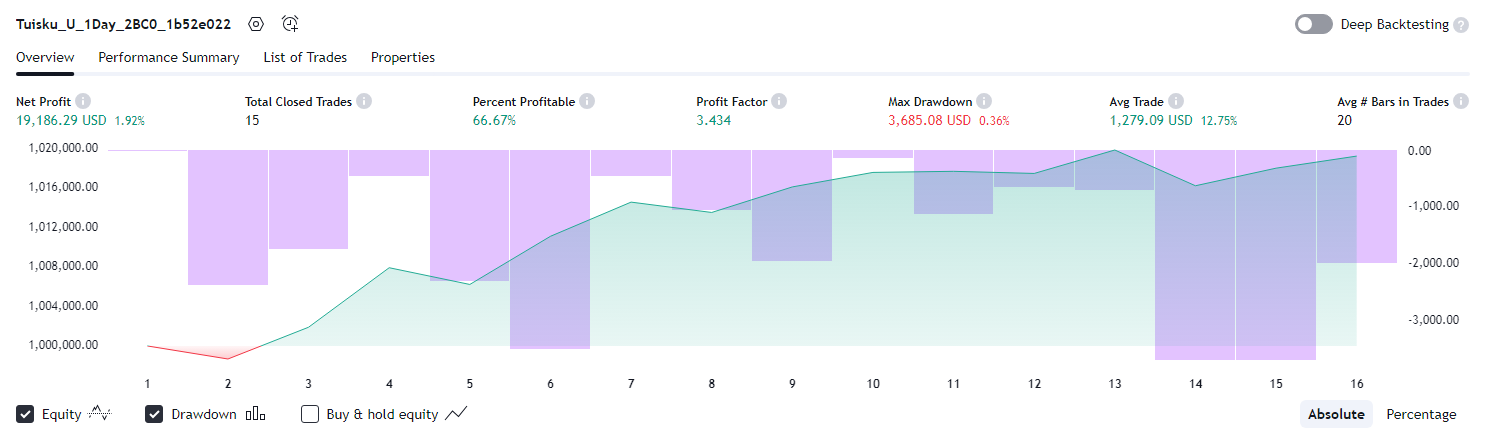 Tuisku_U_1Day_2BC0_1b52e022
Deep Backtesting
Overview Performance Summary List of Trades Properties
Net Profit Total Closed Trades Percent Profitable Profit Factor Max Drawdown Avg Trade Avg # Bars in Trades
19,186.29 USD 1.92% 15 66.67% 3.434 3,685.08 USD 0.36% 1,279.09 USD 12.75% 20
1,020,000.00 0.00
1,016,000.00
1,012,000.00 -1,000.00
1,008,000.00 -2,000.00
1,004,000.00 -3,000.00
1,000,000.00
1 2 3 4 5 6 7 8 9 10 11 12 13 14 15 16
Equity Drawdown Buy & hold equity Absolute Percentage